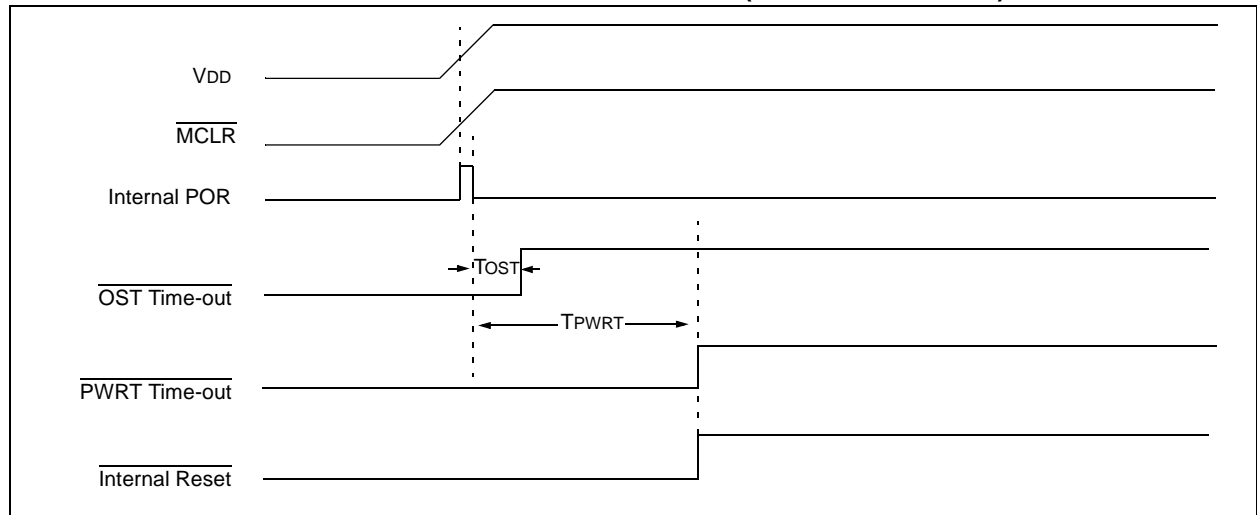 VDD
MCLR
Internal POR
TOST
OST Time-out
TPWRT
PWRT Time-out
Internal Reset